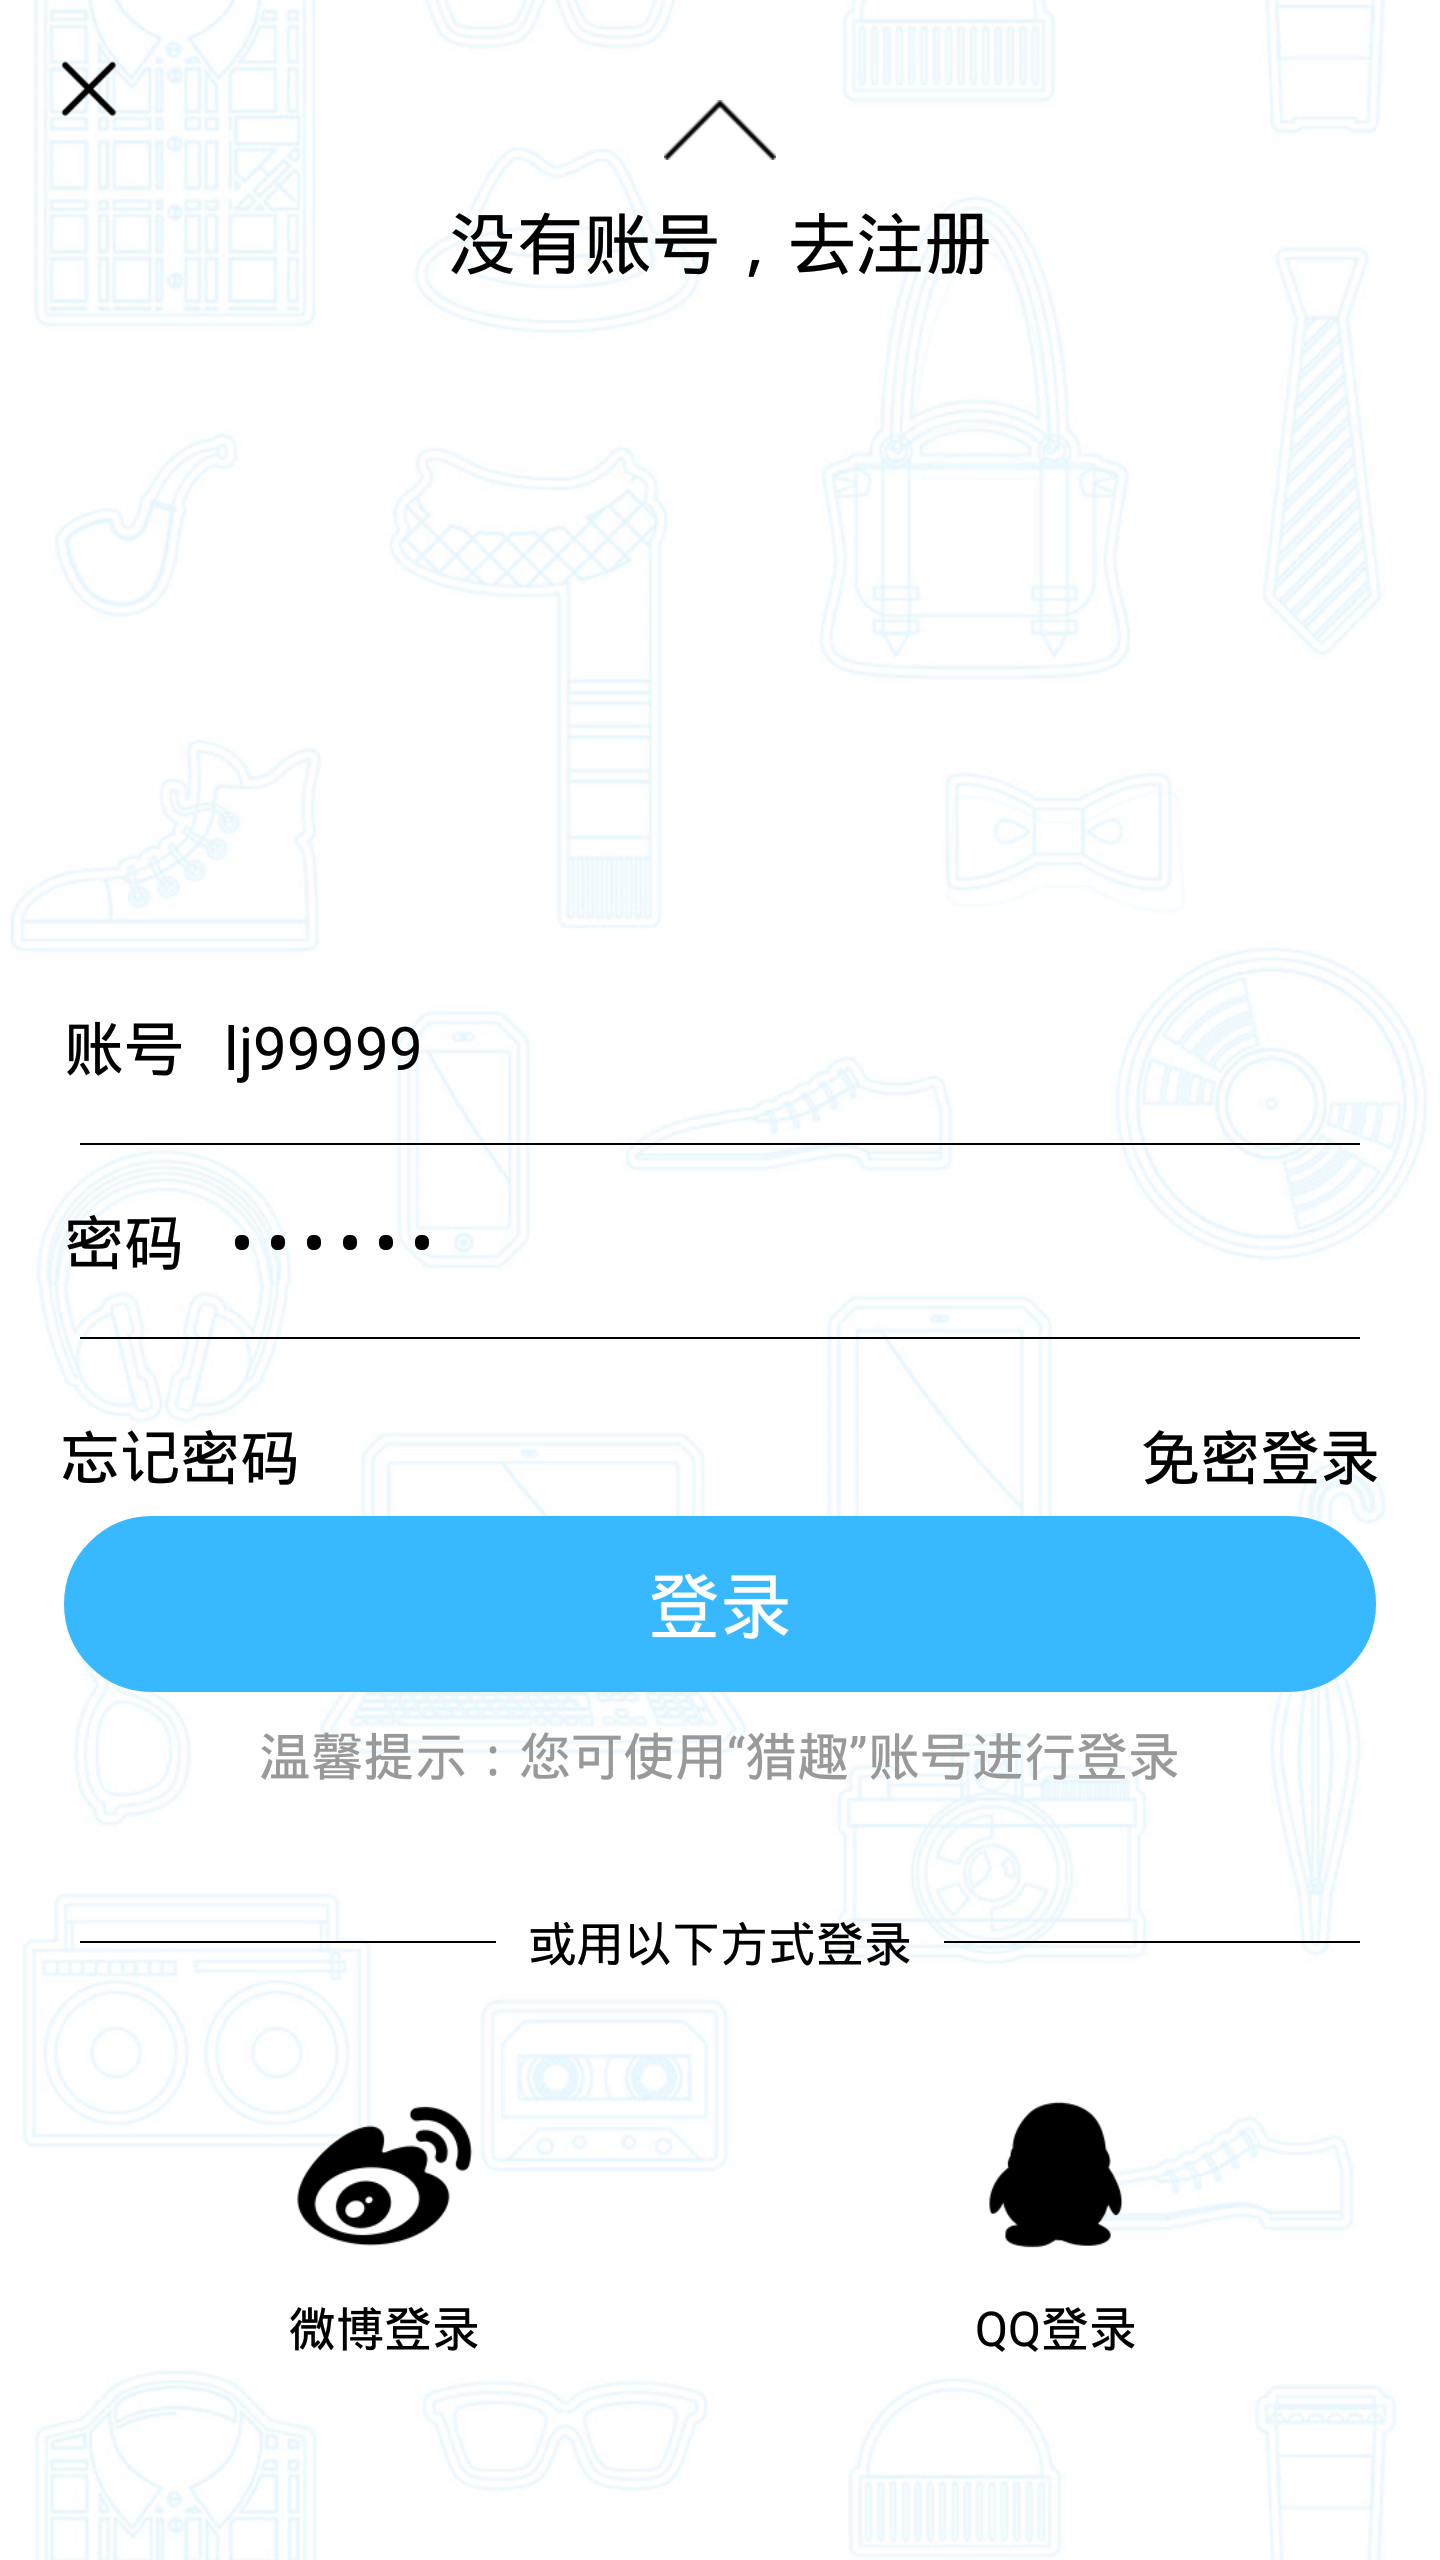 没有账号，去注册
账号 lj99999
密码 ••••••
忘记密码 免密登录
登录
温馨提示：您可使用“猎趣”账号进行登录
或用以下方式登录
微博登录 QQ登录